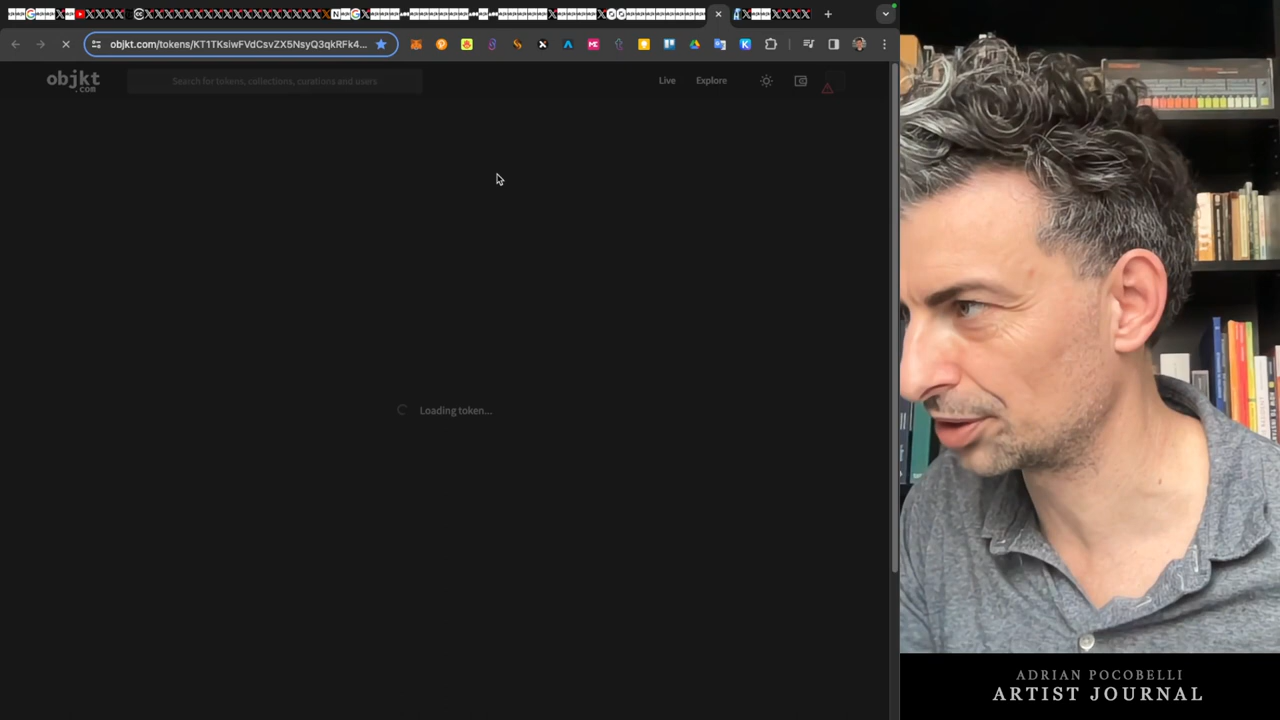 objkt.com/tokens/KT1TKsiwFVdCsvZX5NsyQ3qkRFk4...
objkt
.com
Search for tokens, collections, curations and users
Live
Explore
Loading token...
ADRIAN POCOBELLI
ARTIST JOURNAL